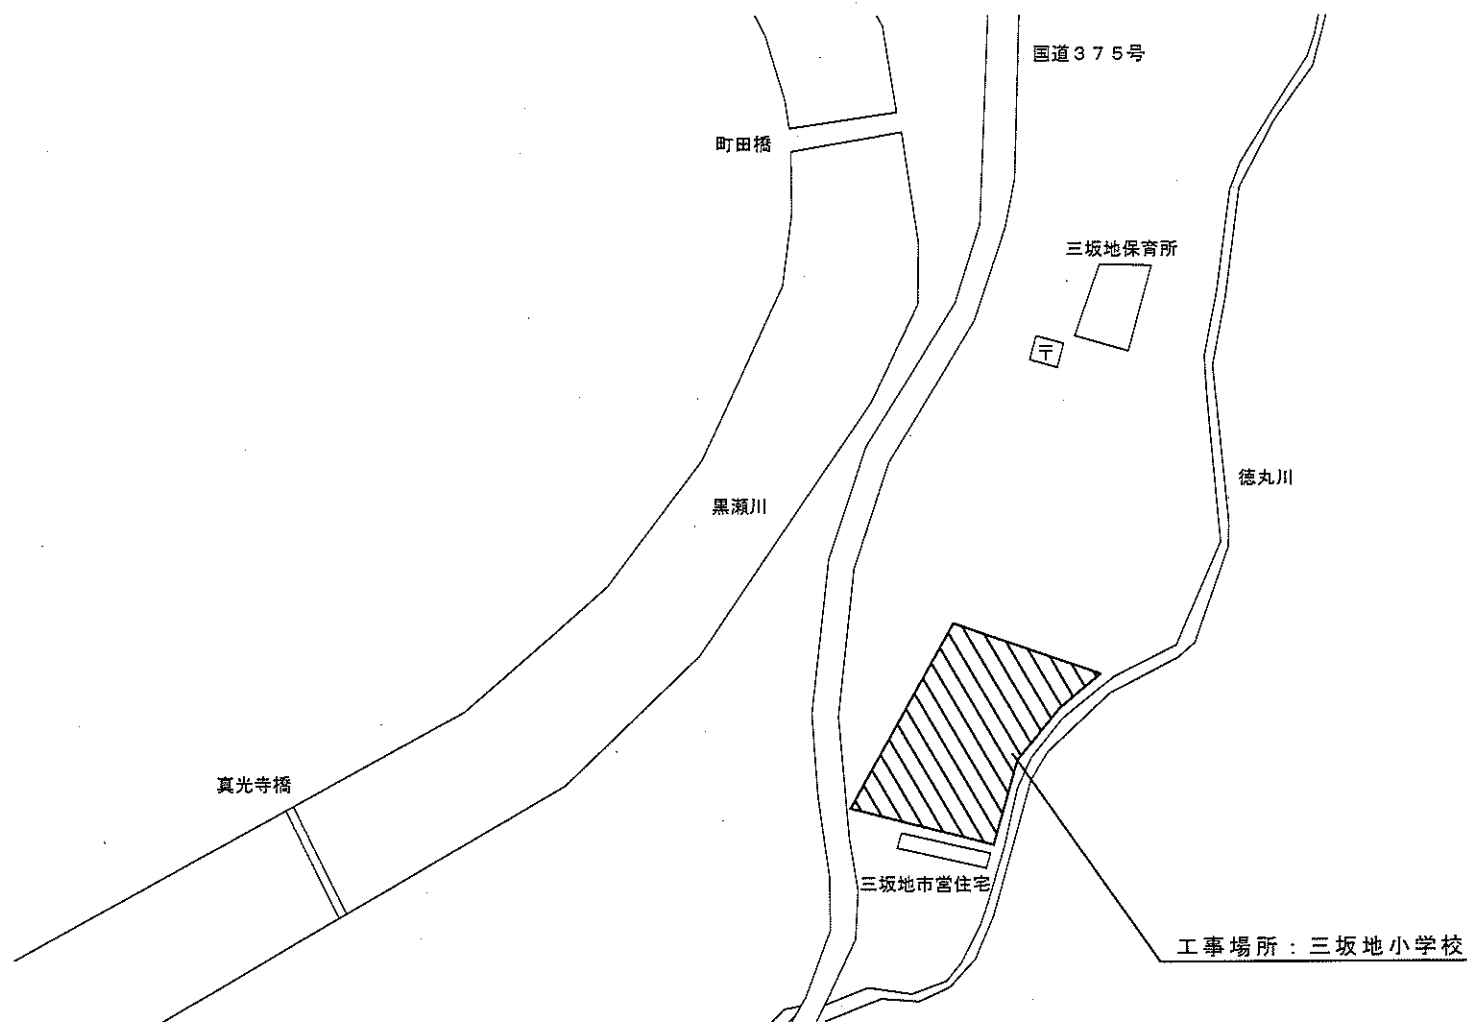 国道３７５号
町田橋
三坂地保育所
〒
徳丸川
黒瀬川
真光寺橋
三坂地市営住宅
工事場所：三坂地小学校